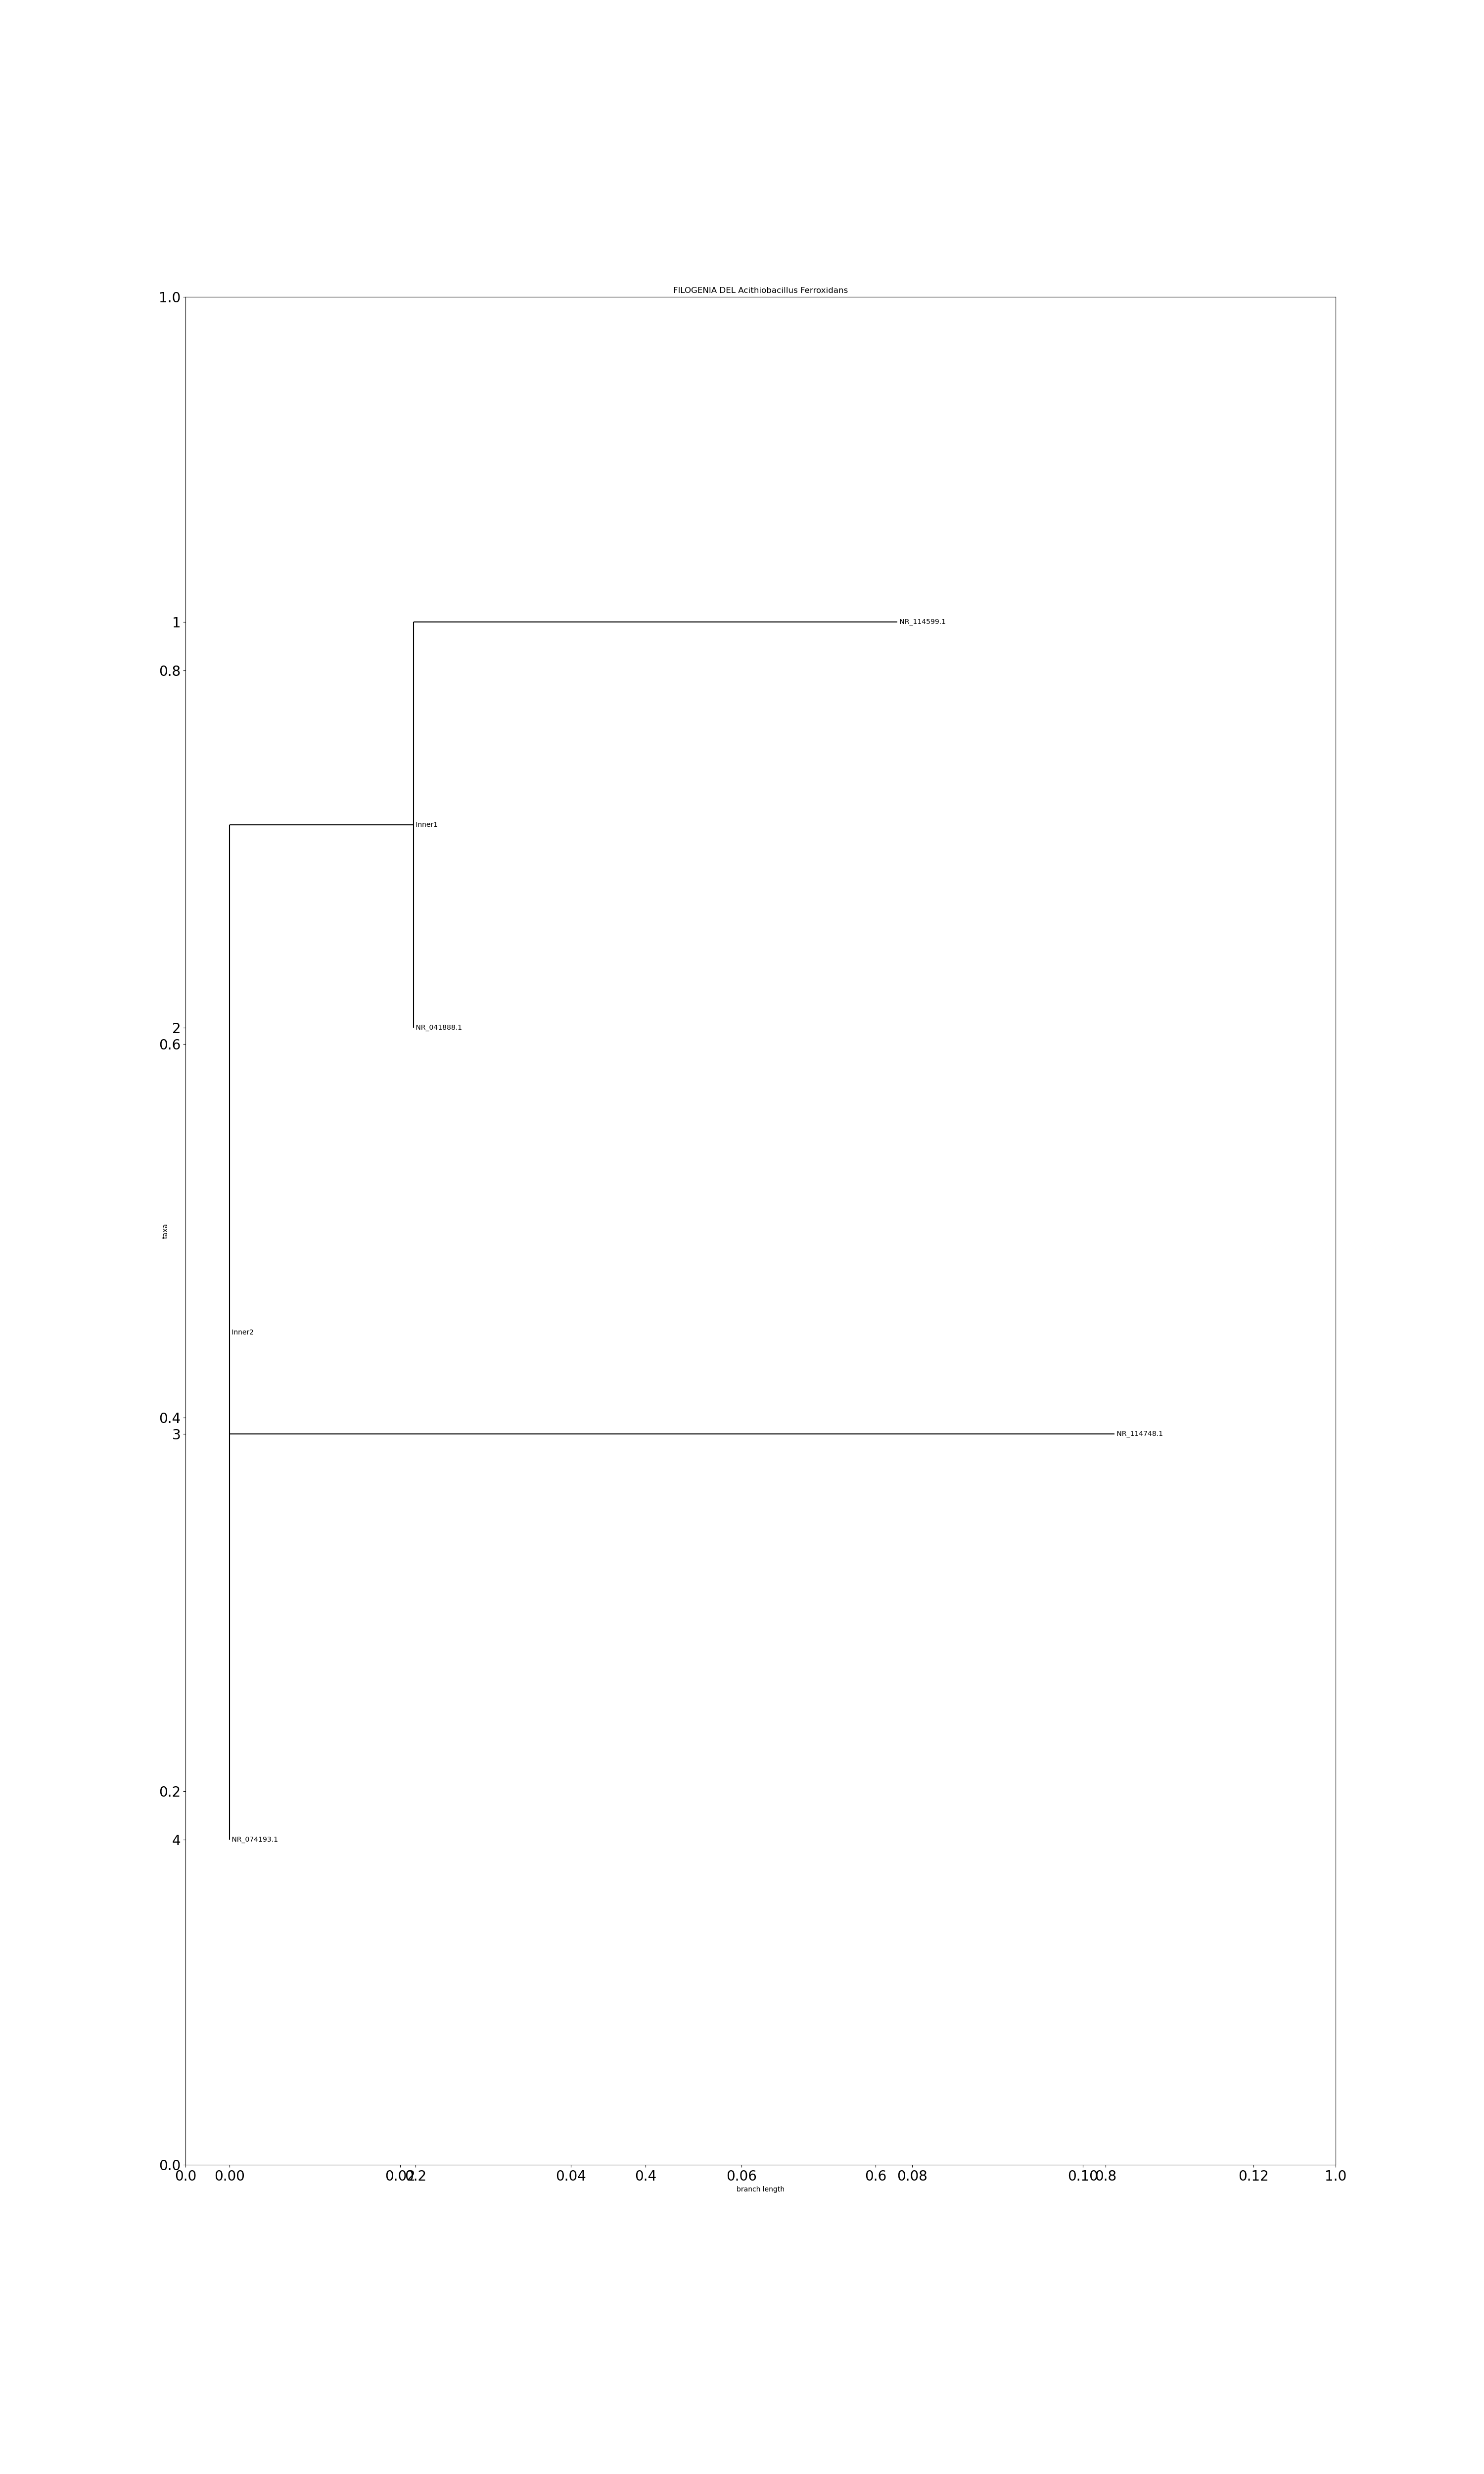 FILOGENIA DEL Acithiobacillus Ferroxidans
1.0
1
NR_114599.1
0.8
Inner1
2
NR_041888.1
0.6
taxa
Inner2
0.4
3
NR_114748.1
0.2
4
NR_074193.1
0.0
0.0 0.00 0.02 0.2 0.04 0.4 0.06 0.6 0.08 0.10 0.8 0.12 1.0
branch length